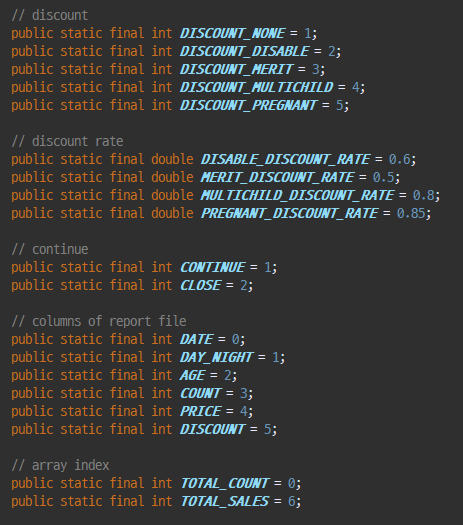 // discount
public static final int DISCOUNT_NONE = 1;
public static final int DISCOUNT_DISABLE = 2;
public static final int DISCOUNT_MERIT = 3;
public static final int DISCOUNT_MULTICHILD = 4;
public static final int DISCOUNT_PREGNANT = 5;
// discount rate
public static final double DISABLE_DISCOUNT_RATE = 0.6;
public static final double MERIT_DISCOUNT_RATE = 0.5;
public static final double MULTICHILD_DISCOUNT_RATE = 0.8;
public static final double PREGNANT_DISCOUNT_RATE = 0.85;
// continue
public static final int CONTINUE = 1;
public static final int CLOSE = 2;
// columns of report file
public static final int DATE = 0;
public static final int DAY_NIGHT = 1;
public static final int AGE = 2;
public static final int COUNT = 3;
public static final int PRICE = 4;
public static final int DISCOUNT = 5;
// array index
public static final int TOTAL_COUNT = 0;
public static final int TOTAL_SALES = 6;